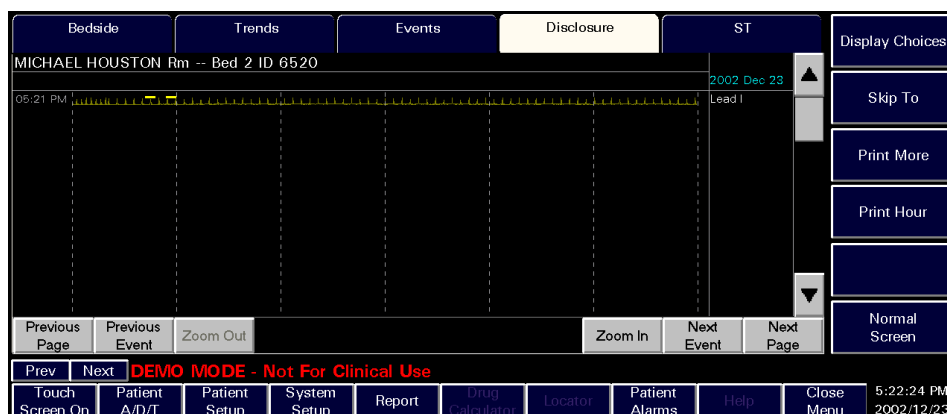 Bedside Trends Events Disclosure ST
Display Choices
MICHAEL HOUSTON Rm -- Bed 2 ID 6520
2002 Dec 23
05:21 PM Lead I
Skip To
Print More
Print Hour
Previous Page
Previous Event
Zoom Out
Zoom In
Next Event
Next Page
Normal Screen
Prev Next DEMO MODE - Not For Clinical Use
Touch Screen On
Patient A/D/T
Patient Setup
System Setup
Report
Drug Calculator
Locator
Patient Alarms
Help
Close Menu
5:22:24 PM